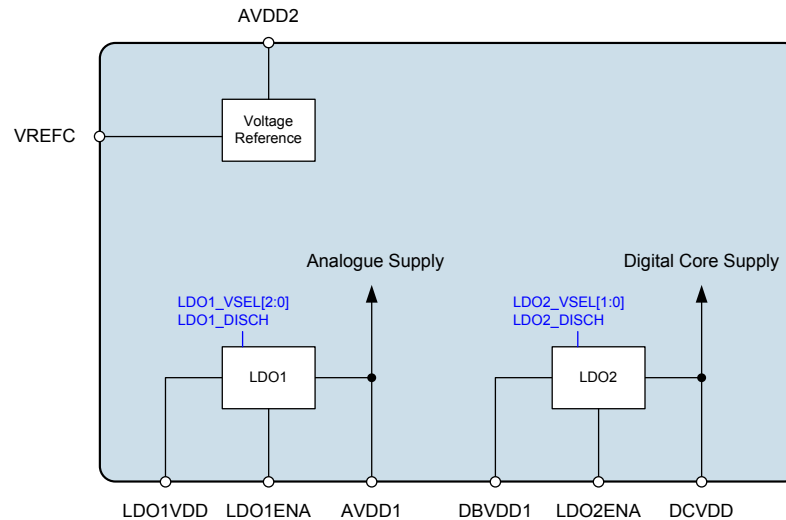 AVDD2
Voltage
Reference
VREFC
Analogue Supply
Digital Core Supply
LDO1_VSEL[2:0]
LDO1_DISCH
LDO2_VSEL[1:0]
LDO2_DISCH
LDO1
LDO2
LDO1VDD
LDO1ENA
AVDD1
DBVDD1
LDO2ENA
DCVDD